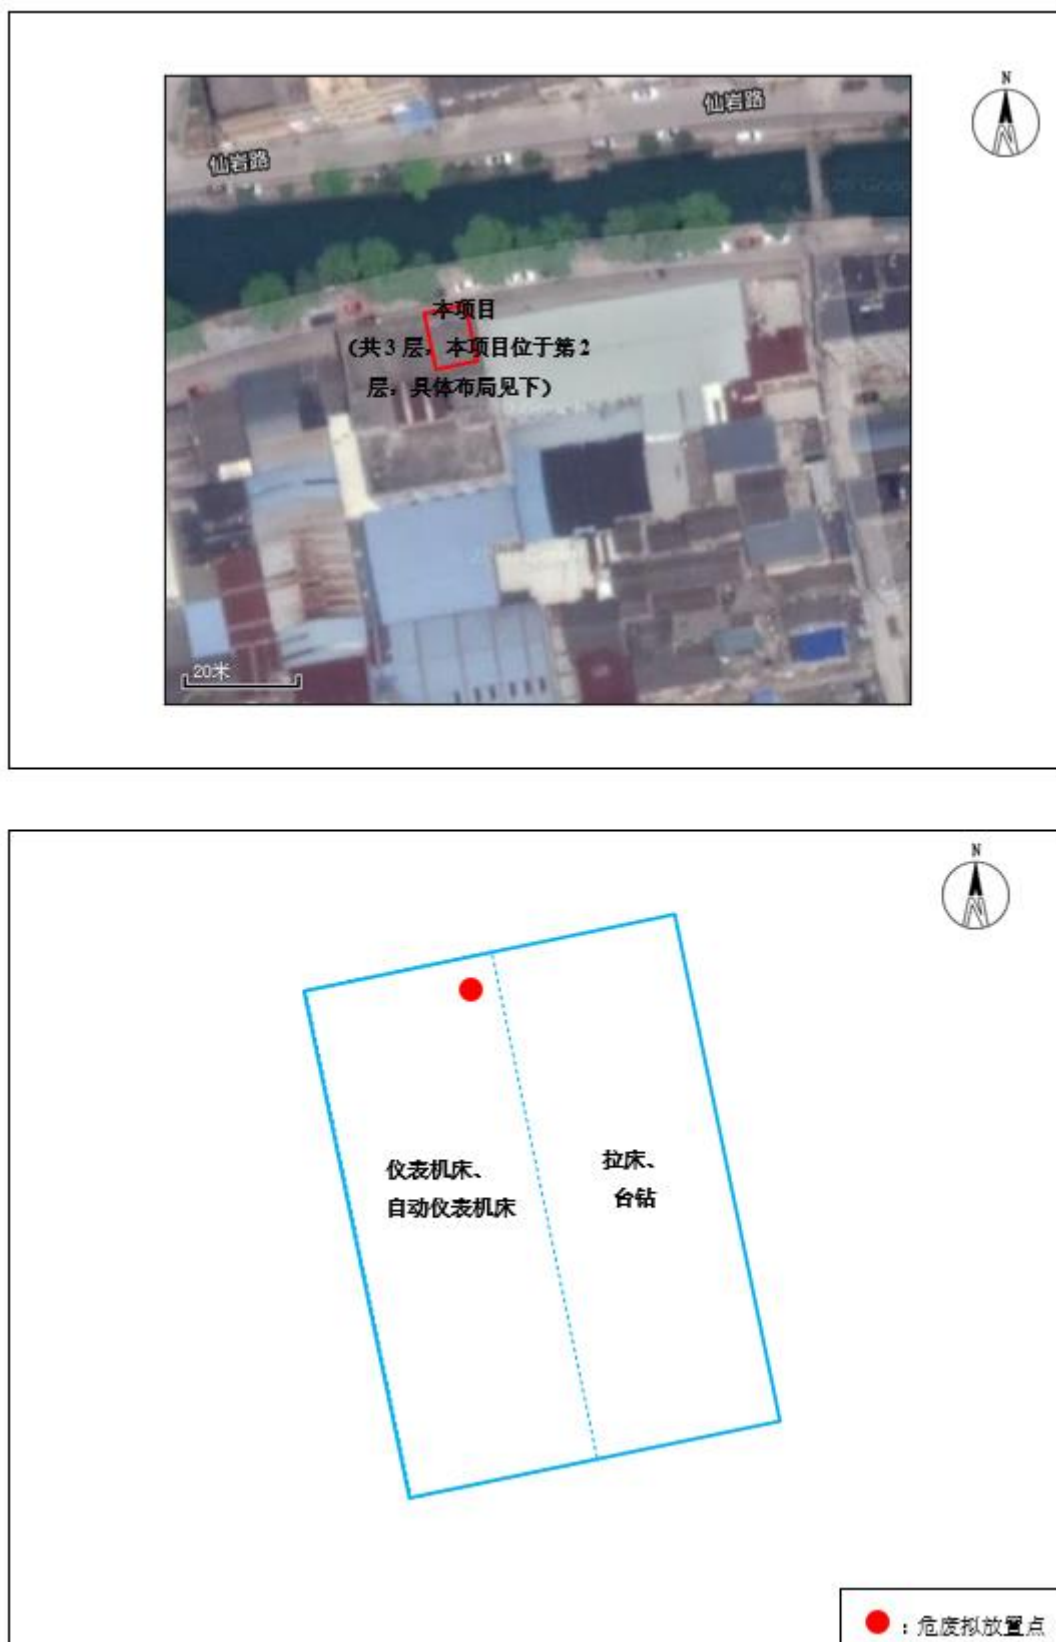 N
仙岩路
仙岩路
本项目
（共 3 层，本项目位于第 2
层，具体布局见下）
20米
N
仪表机床、
自动仪表机床
拉床、
台钻
：危废拟放置点